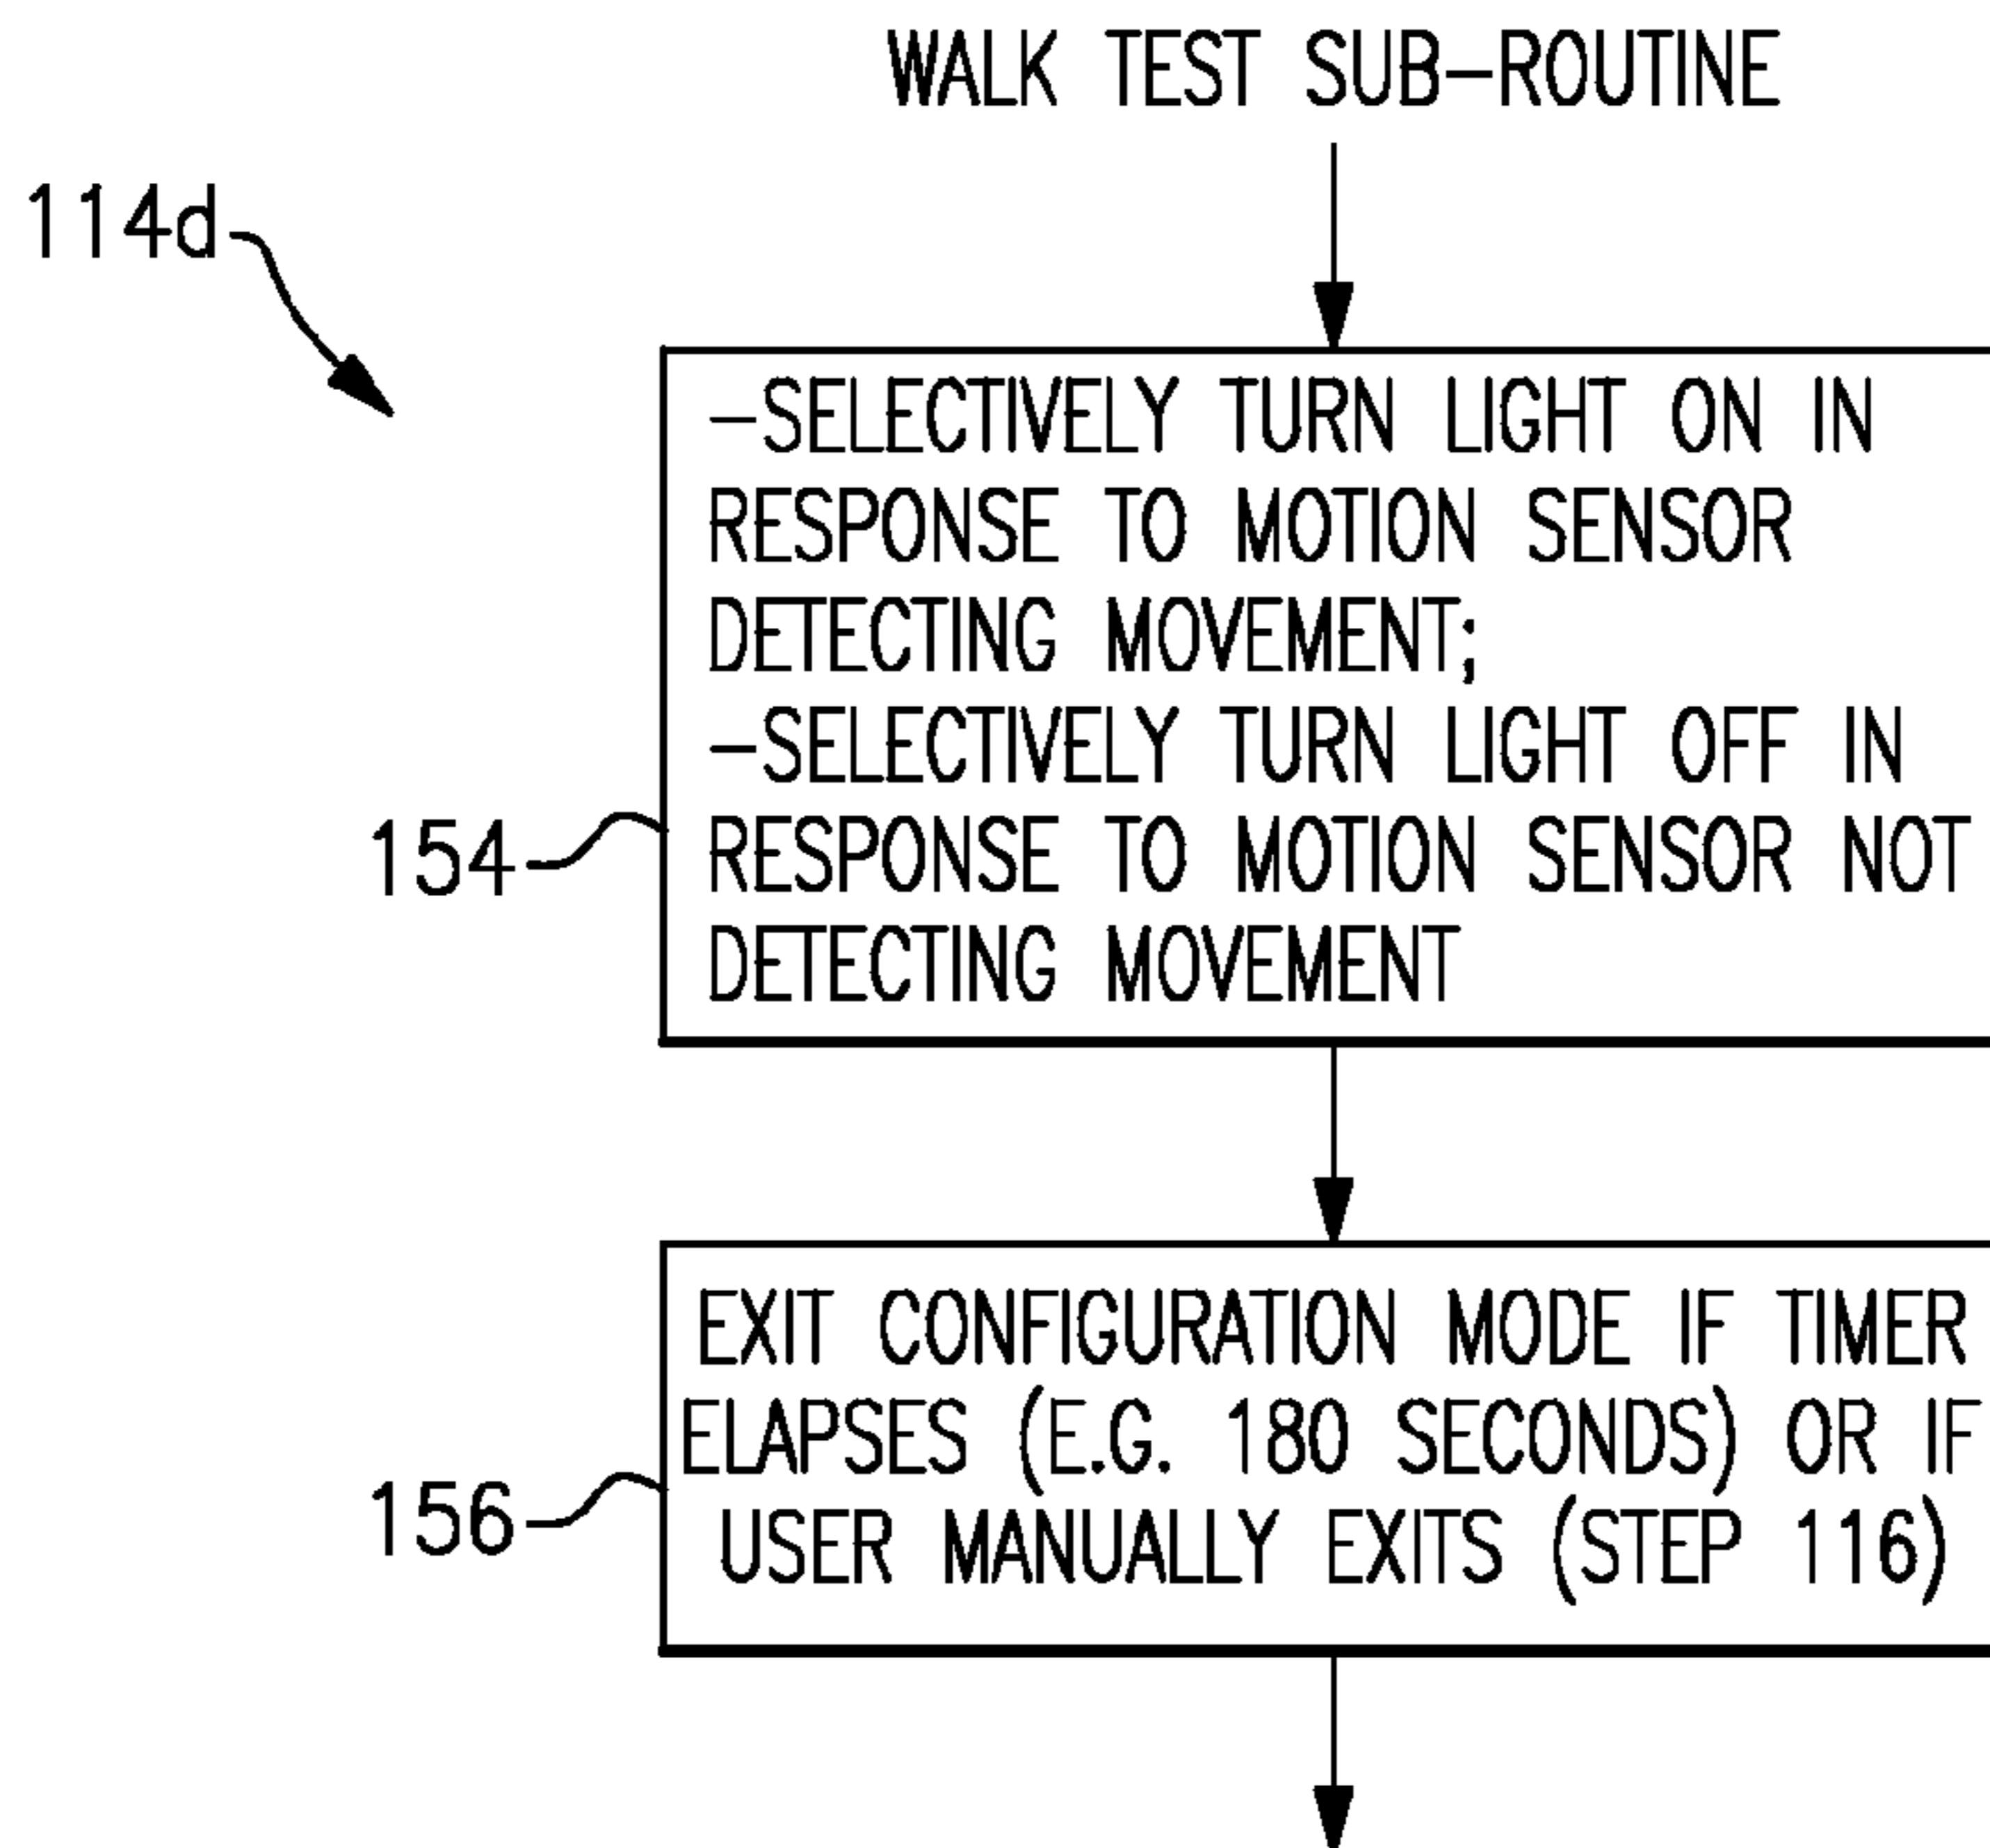 WALK TEST SUB-ROUTINE
114d
-SELECTIVELY TURN LIGHT ON IN
RESPONSE TO MOTION SENSOR
DETECTING MOVEMENT;
-SELECTIVELY TURN LIGHT OFF IN
RESPONSE TO MOTION SENSOR NOT
DETECTING MOVEMENT
154
EXIT CONFIGURATION MODE IF TIMER
ELAPSES (E.G. 180 SECONDS) OR IF
USER MANUALLY EXITS (STEP 116)
156